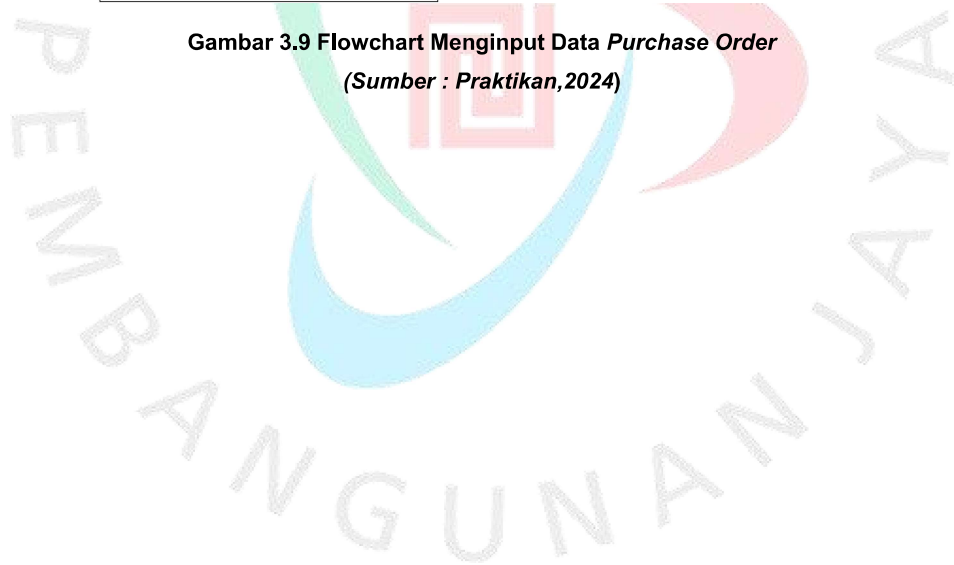 Gambar 3.9 Flowchart Menginput Data Purchase Order
(Sumber : Praktikan,2024)
PEMBANGUNAN JAYA